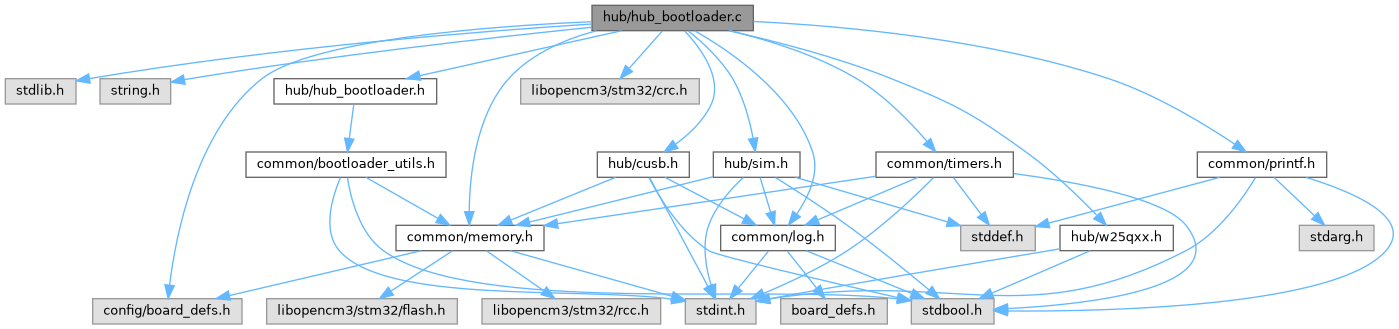 hub/hub_bootloader.c
stdlib.h
string.h
hub/hub_bootloader.h
libopencm3/stm32/crc.h
common/bootloader_utils.h
hub/cusb.h
hub/sim.h
common/timers.h
common/printf.h
common/memory.h
common/log.h
stddef.h
hub/w25qxx.h
stdarg.h
config/board_defs.h
libopencm3/stm32/flash.h
libopencm3/stm32/rcc.h
stdint.h
board_defs.h
stdbool.h